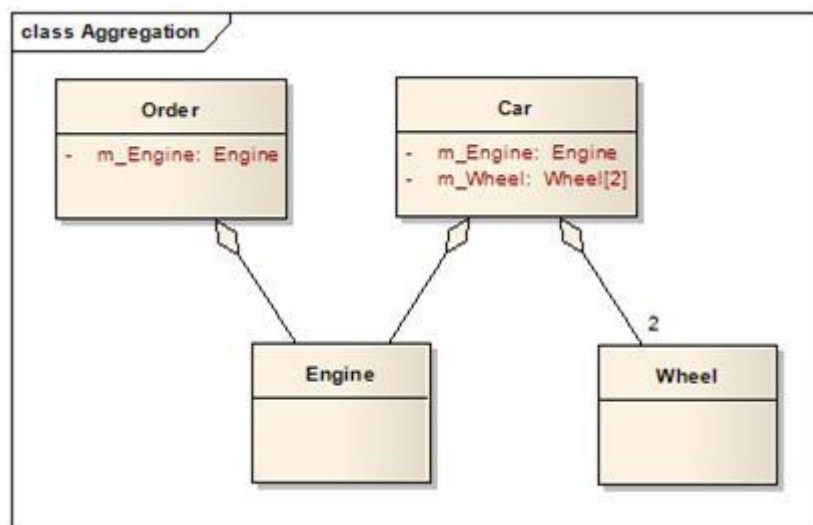 class Aggregation
Order
- m_Engine: Engine
Car
- m_Engine: Engine
- m_Wheel: Wheel[2]
2
Engine
Wheel